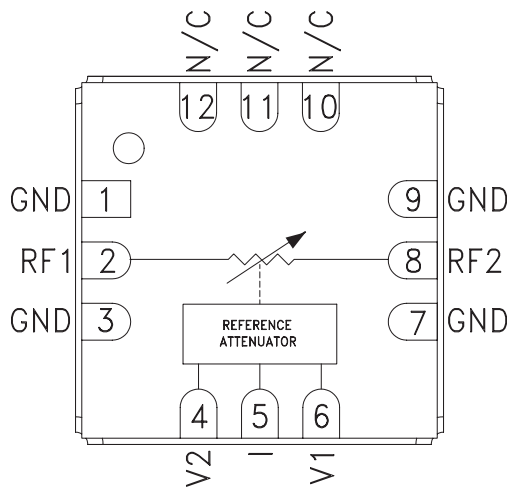 N/C N/C N/C
12 11 10
GND 1 9 GND
RF1 2 8 RF2
GND 3 7 GND
REFERENCE
ATTENUATOR
4 5 6
V2 I V1